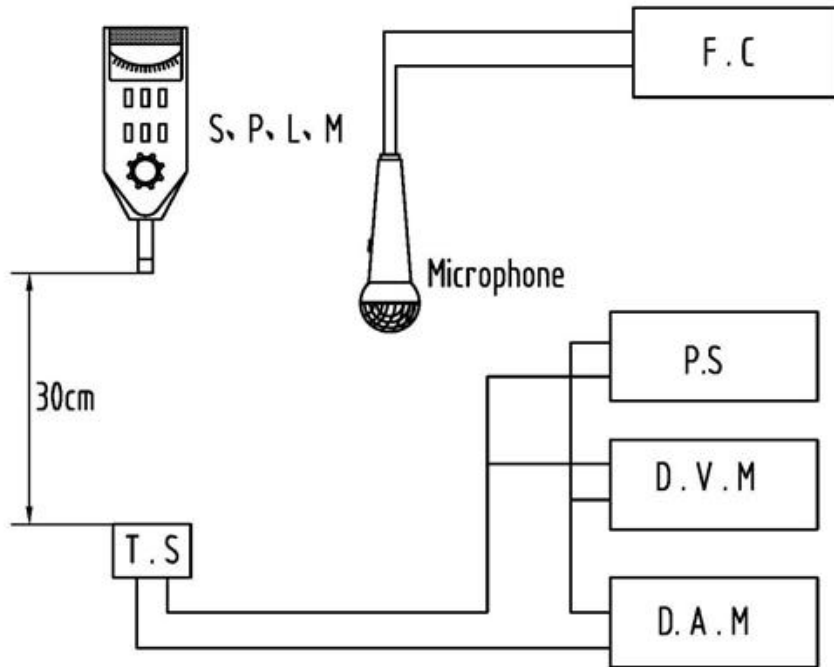 F.C
S、P、L、M
Microphone
30cm
P.S
D.V.M
T.S
D.A.M